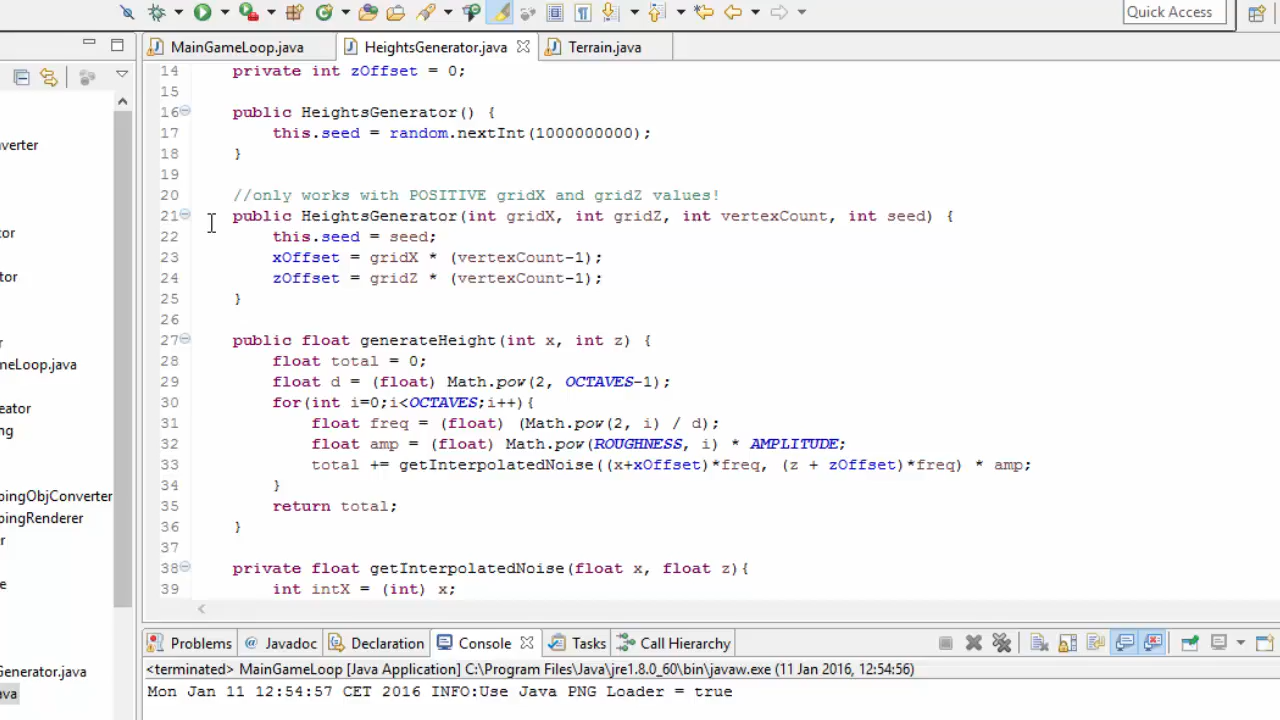 Quick Access
MainGameLoop.java
HeightsGenerator.java
Terrain.java
14 private int zOffset = 0;
15
16 public HeightsGenerator() {
17 this.seed = random.nextInt(1000000000);
18 }
19
20 //only works with POSITIVE gridX and gridZ values!
21 public HeightsGenerator(int gridX, int gridZ, int vertexCount, int seed) {
22 this.seed = seed;
23 xOffset = gridX * (vertexCount-1);
24 zOffset = gridZ * (vertexCount-1);
25 }
26
27 public float generateHeight(int x, int z) {
28 float total = 0;
29 float d = (float) Math.pow(2, OCTAVES-1);
30 for(int i=0;i<OCTAVES;i++){
31 float freq = (float) (Math.pow(2, i) / d);
32 float amp = (float) Math.pow(ROUGHNESS, i) * AMPLITUDE;
33 total += getInterpolatedNoise((x+xOffset)*freq, (z + zOffset)*freq) * amp;
34 }
35 return total;
36 }
37
38 private float getInterpolatedNoise(float x, float z){
39 int intX = (int) x;
verter
tor
tor
r
neLoop.java
eator
ng
pingObjConverter
pingRenderer
r
e
Generator.java
ava
Problems @ Javadoc Declaration Console Tasks Call Hierarchy
<terminated> MainGameLoop [Java Application] C:\Program Files\Java\jre1.8.0_60\bin\javaw.exe (11 Jan 2016, 12:54:56)
Mon Jan 11 12:54:57 CET 2016 INFO:Use Java PNG Loader = true